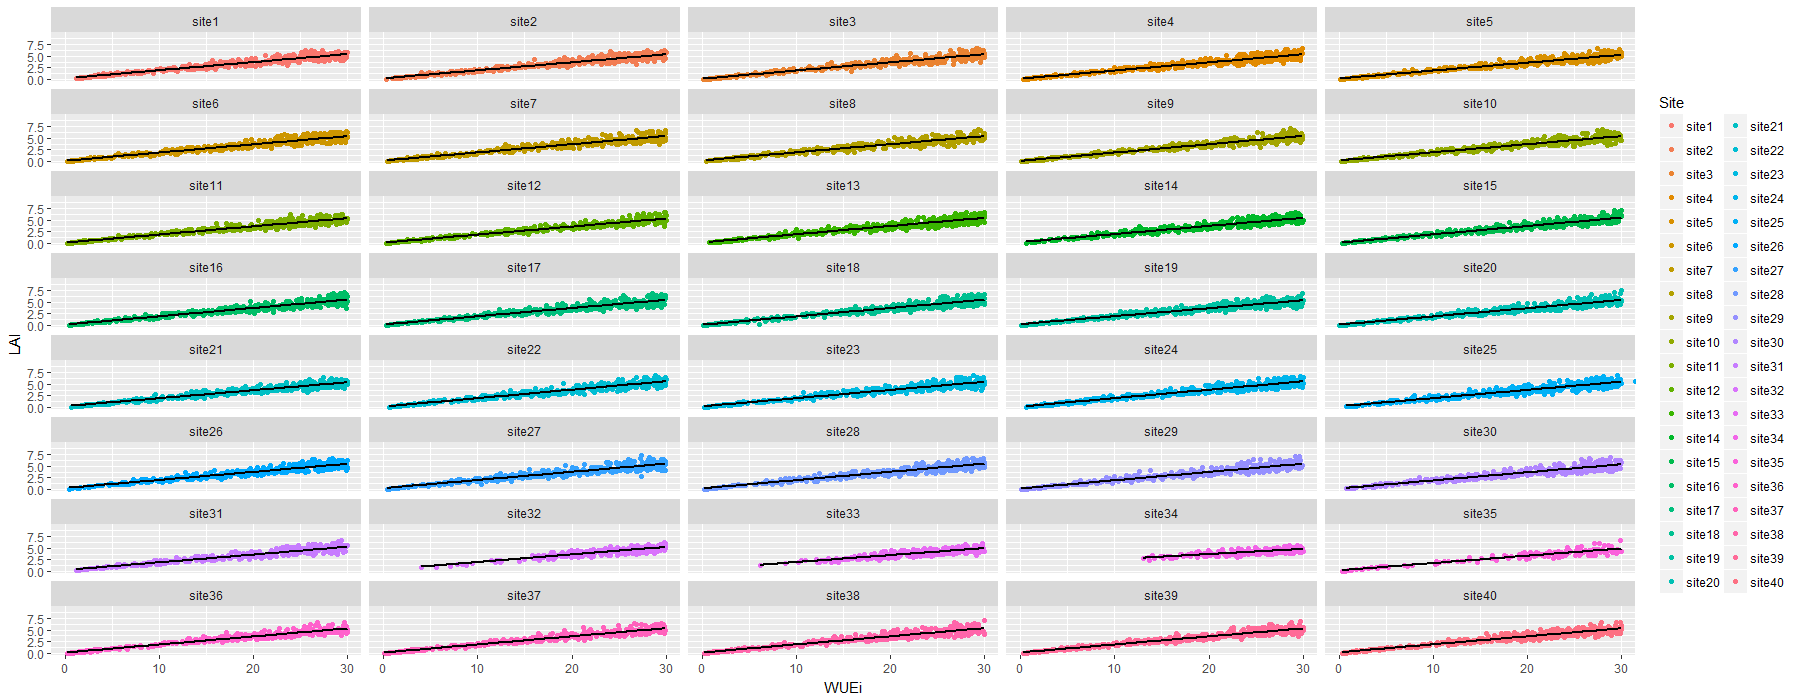 site1 site2 site3 site4 site5
7.5
5.0
2.5
0.0
site6 site7 site8 site9 site10
7.5
5.0
2.5
0.0
site11 site12 site13 site14 site15
7.5
5.0
2.5
0.0
site16 site17 site18 site19 site20
7.5
5.0
2.5
0.0
LAI
site21 site22 site23 site24 site25
7.5
5.0
2.5
0.0
site26 site27 site28 site29 site30
7.5
5.0
2.5
0.0
site31 site32 site33 site34 site35
7.5
5.0
2.5
0.0
site36 site37 site38 site39 site40
7.5
5.0
2.5
0.0
0 10 20 30 0 10 20 30 0 10 20 30 0 10 20 30 0 10 20 30
WUEi
Site
site1 site21
site2 site22
site3 site23
site4 site24
site5 site25
site6 site26
site7 site27
site8 site28
site9 site29
site10 site30
site11 site31
site12 site32
site13 site33
site14 site34
site15 site35
site16 site36
site17 site37
site18 site38
site19 site39
site20 site40